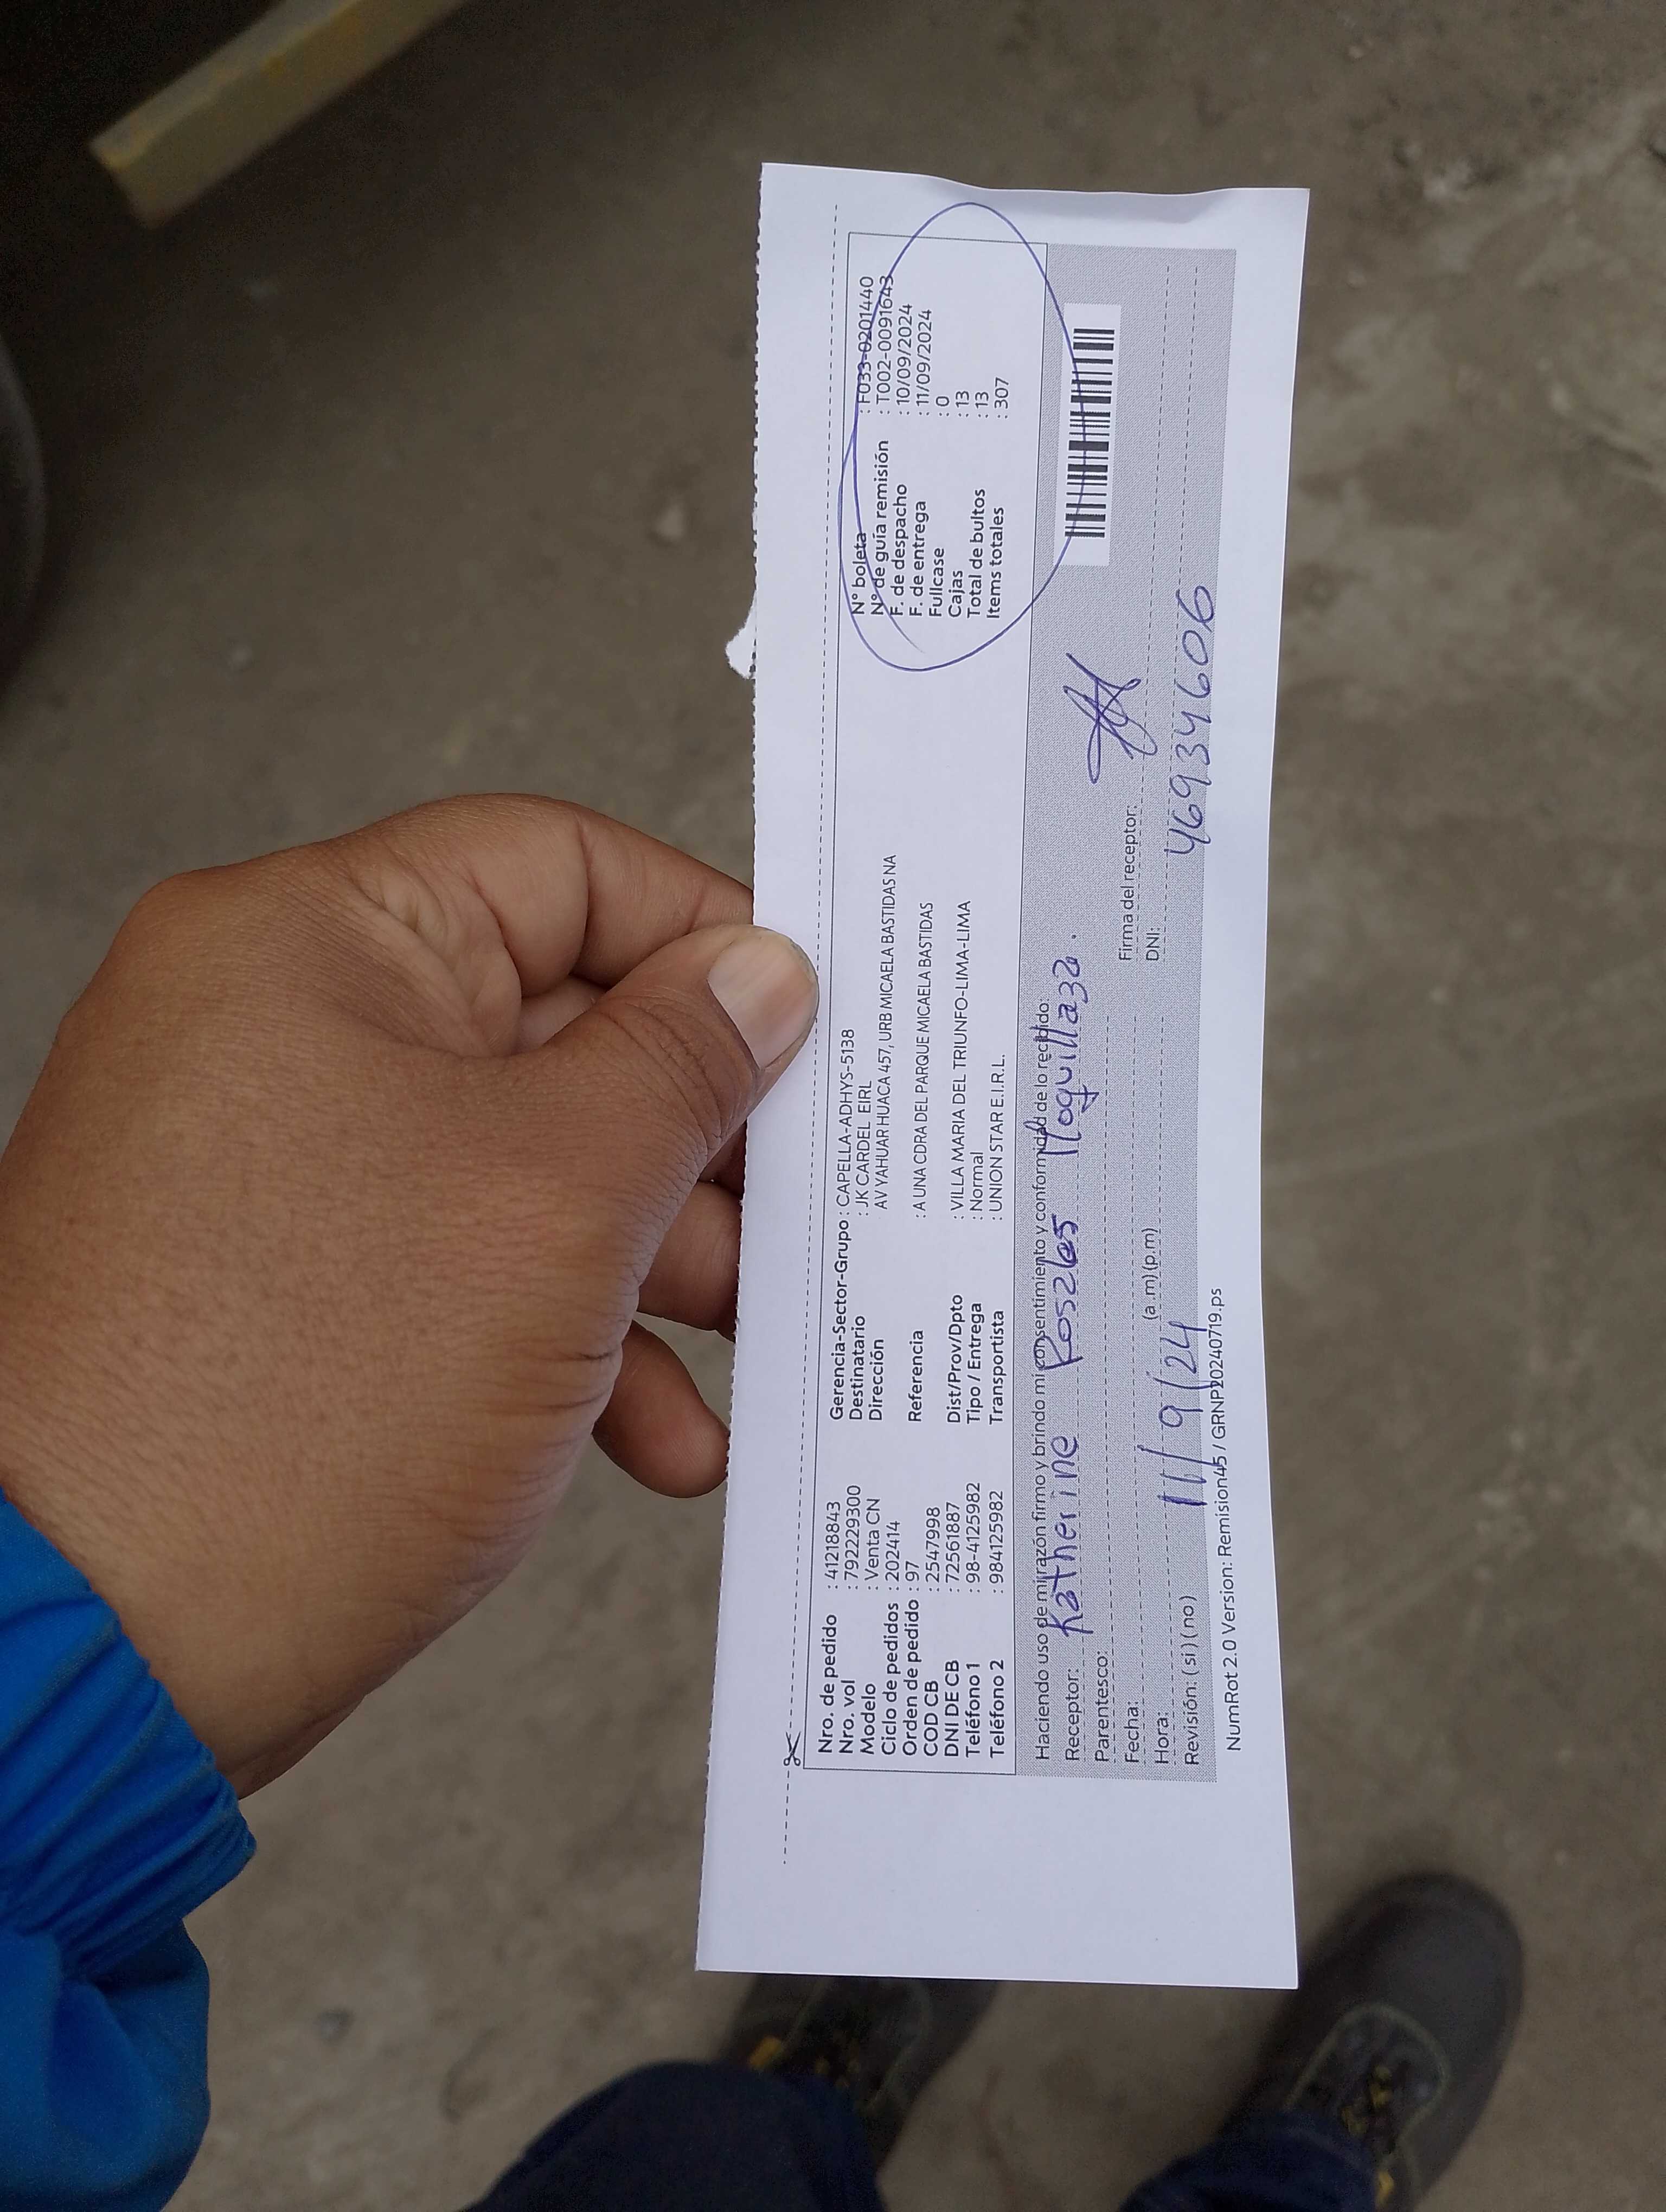 Nro. de pedido : 41218843
Nro. vol : 792229300
Modelo : Venta CN
Ciclo de pedidos : 202414
Orden de pedido : 97
COD CB : 2547998
DNI DE CB : 72561887
Teléfono 1 : 98-4125982
Teléfono 2 : 984125982
Gerencia-Sector-Grupo : CAPELLA-ADHYS-5138
Destinatario : JK CARDEL EIRL
Dirección AV YAHUAR HUACA 457, URB MICAELA BASTIDAS NA
Referencia : A UNA CDRA DEL PARQUE MICAELA BASTIDAS
Dist/Prov/Dpto : VILLA MARIA DEL TRIUNFO-LIMA-LIMA
Tipo / Entrega : Normal
Transportista : UNION STAR E.I.R.L.
N° boleta : F033-0201440
N° de guía remisión : T002-0091643
F. de despacho : 10/09/2024
F. de entrega : 11/09/2024
Fullcase : 0
Cajas : 13
Total de bultos : 13
Items totales : 307
Haciendo uso de mi razón firmo y brindo mi consentimiento y conformidad de lo recibido:
Receptor: Katherine Rosales Moquillaza.
Parentesco:
Fecha:
Hora: 11/9/24 (a .m) (p.m)
Revisión: ( si ) ( no )
Firma del receptor:
DNI: 46934606
NumRot 2.0 Version: Remision45 / GRNP20240719.ps